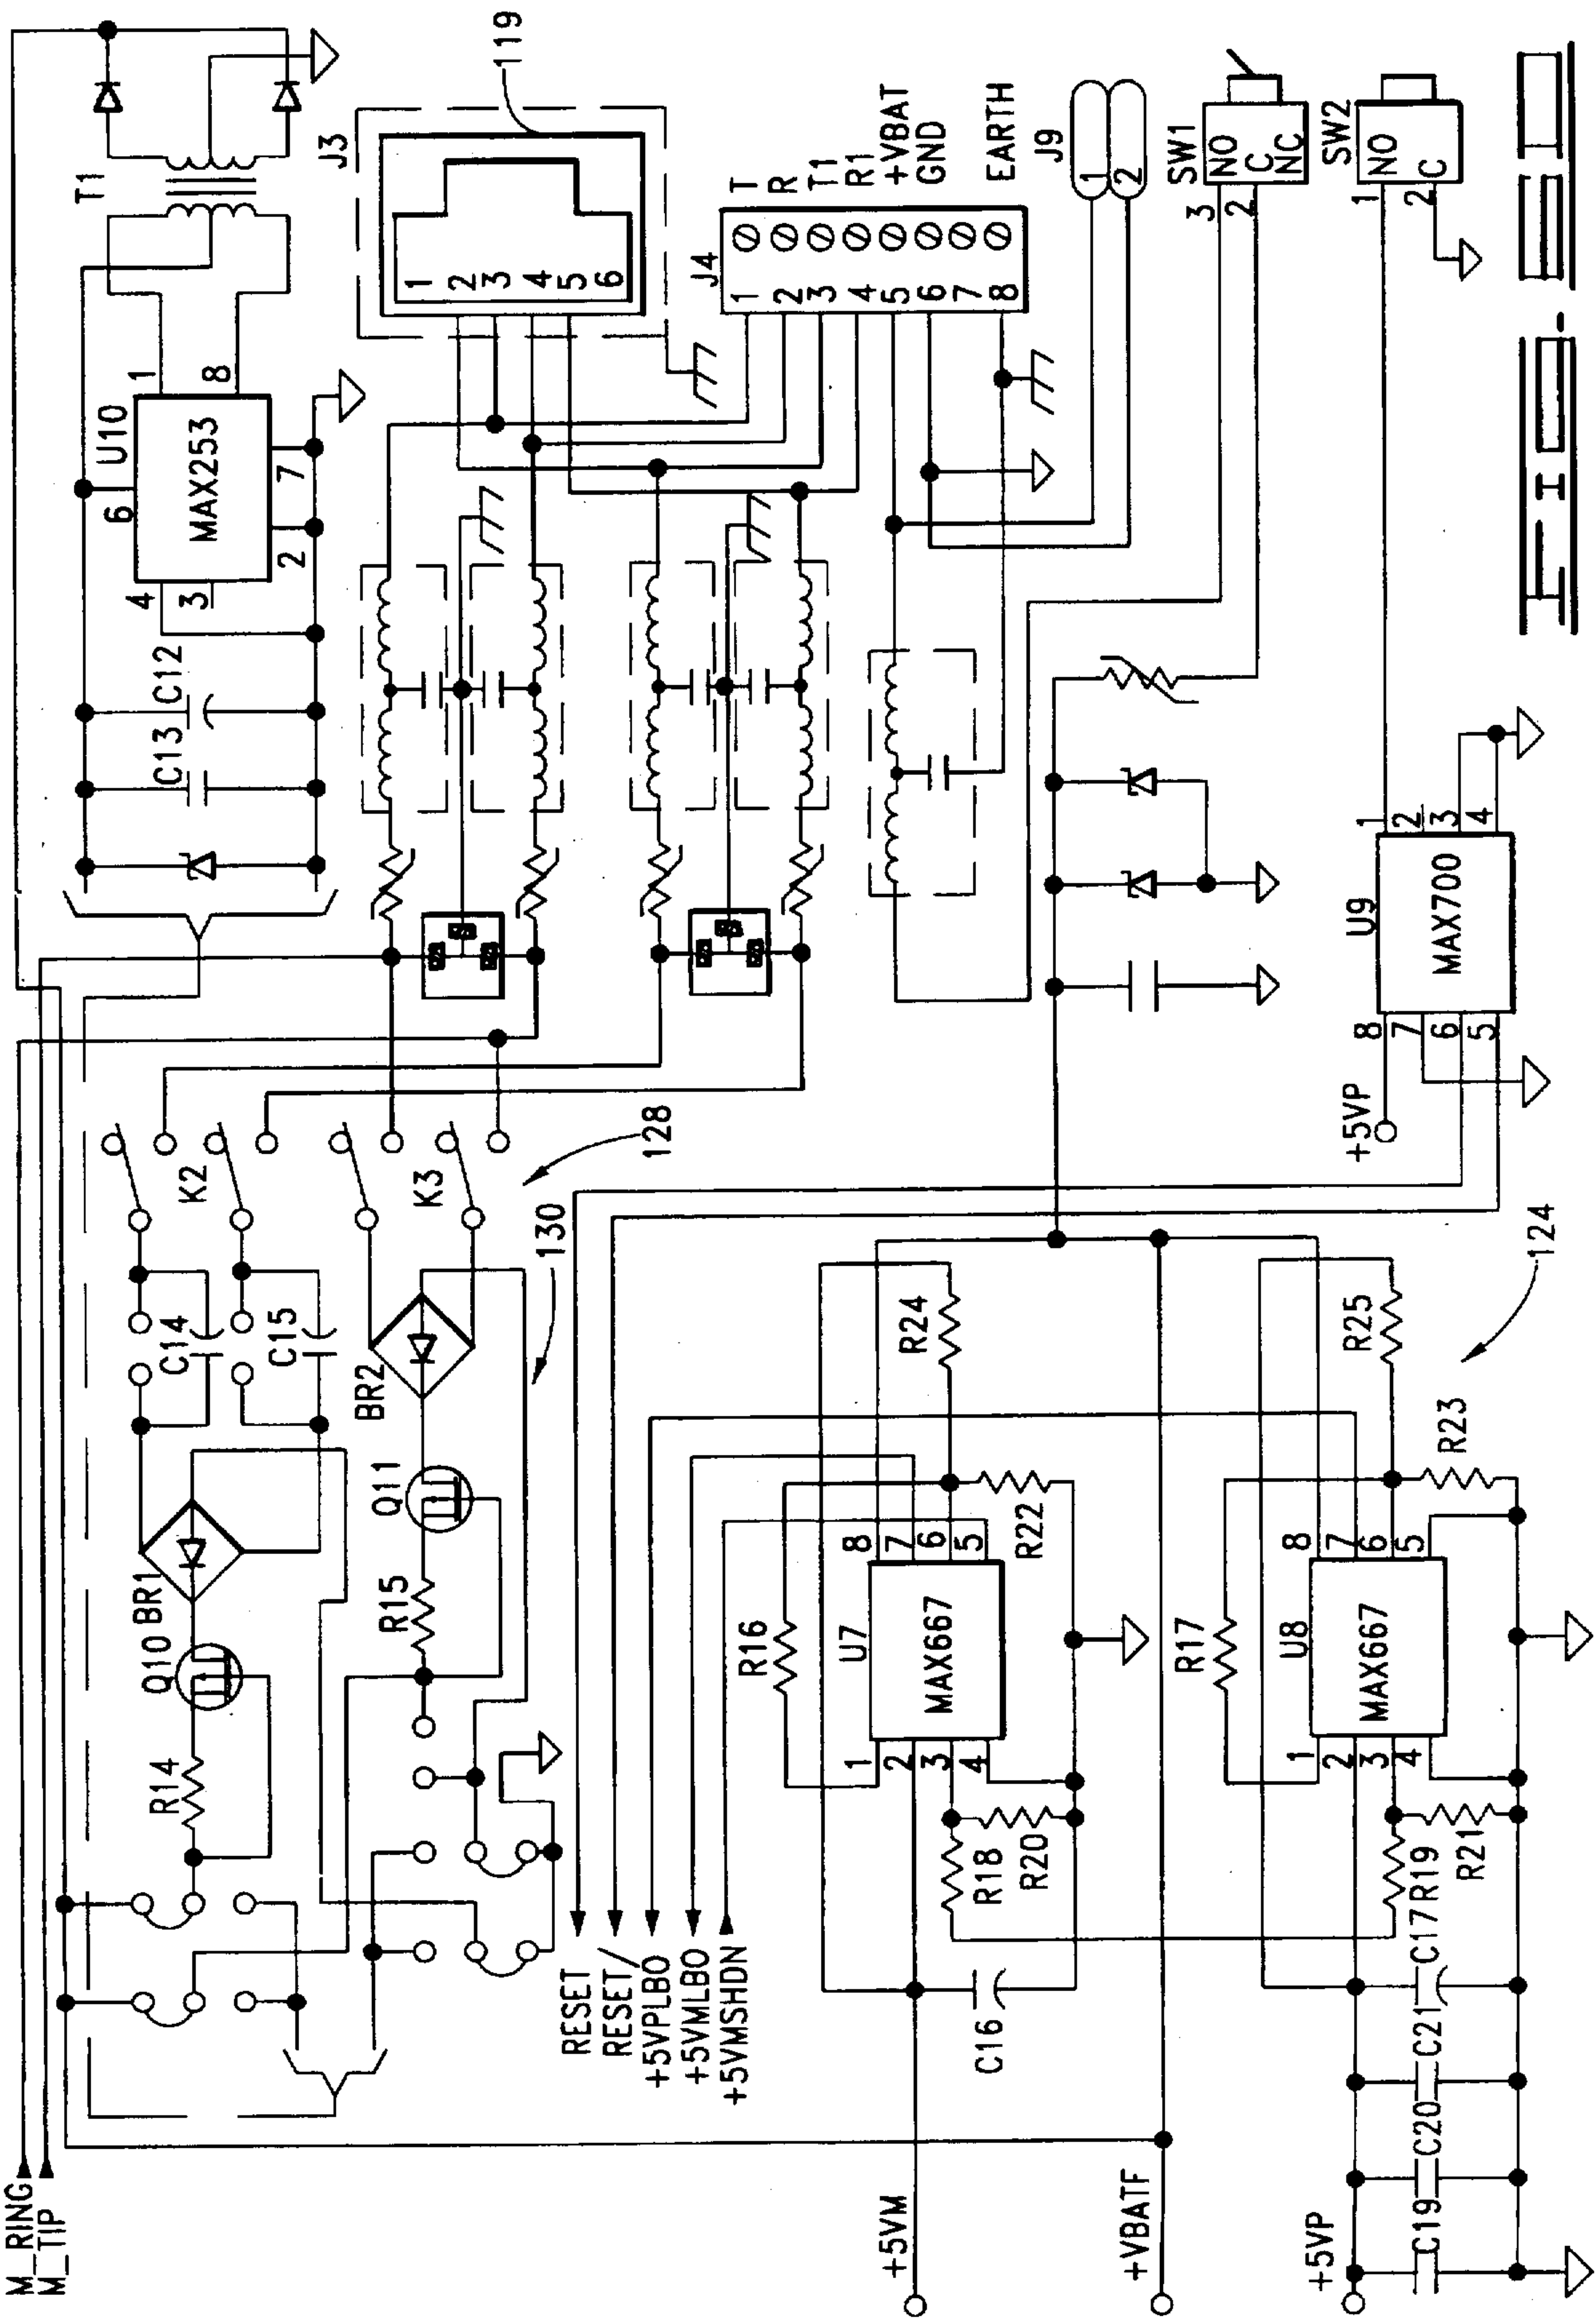 M_RING
M_TIP
T1
U10
MAX253
6
1
8
7
2
4
3
C12
C13
J3
119
1
2
3
4
5
6
J4
1
2
3
4
5
6
7
8
T
R
T1
R1
+VBAT
GND
EARTH
J9
1
2
SW1
NO
C
NC
3
2
SW2
NO
C
1
2
K2
K3
128
130
C14
C15
BR1
BR2
Q10
Q11
R14
R15
RESET
RESET/
+5VPLBO
+5VMLBO
+5VMSHDN
U9
MAX700
1
2
3
4
8
7
6
5
+5VP
124
R24
R16
R22
U7
MAX667
8
7
6
5
1
2
3
4
R18
R20
C16
+5VM
+VBATF
R25
R23
R17
U8
MAX667
8
7
6
5
1
2
3
4
R19
R21
C17
C21
C20
C19
+5VP